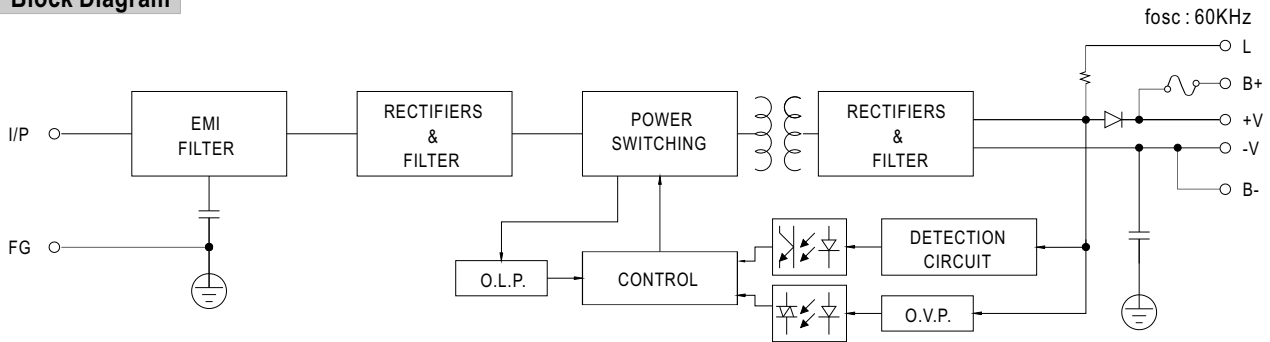 Block Diagram
fosc : 60KHz
L
B+
+V
-V
B-
I/P
FG
EMI
FILTER
RECTIFIERS
&
FILTER
POWER
SWITCHING
RECTIFIERS
&
FILTER
DETECTION
CIRCUIT
O.L.P.
CONTROL
O.V.P.